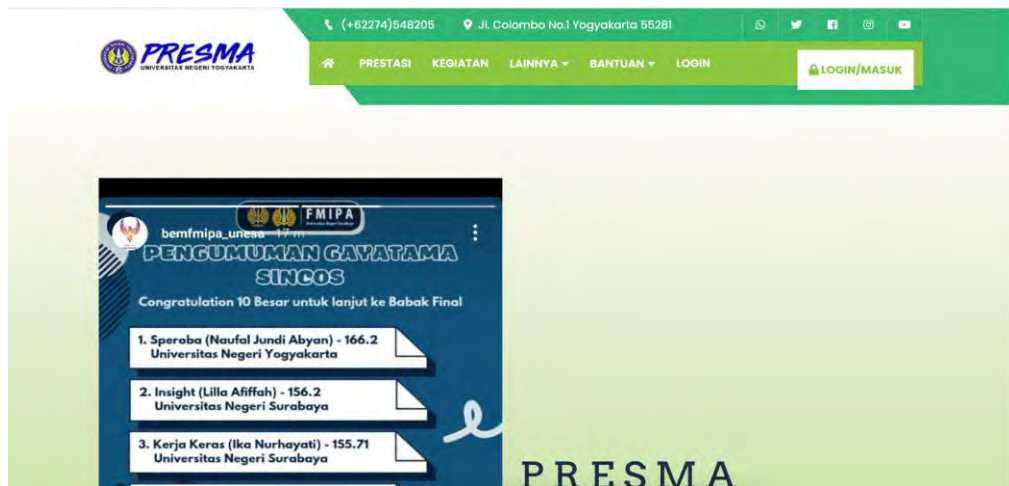 (+62274)548205 Jl. Colombo No.1 Yogyakarta 55281
PRESMA
UNIVERSITAS NEGERI YOGYAKARTA
PRESTASI KEGIATAN LAINNYA BANTUAN LOGIN
LOGIN/MASUK
FMIPA
bemfmipa_unesa 17 m
PENGUMUMAN GAYATAMA
SINCOS
Congratulation 10 Besar untuk lanjut ke Babak Final
1. Speroba (Naufal Jundi Abyan) - 166.2
Universitas Negeri Yogyakarta
2. Insight (Lilla Afiffah) - 156.2
Universitas Negeri Surabaya
3. Kerja Keras (Ika Nurhayati) - 155.71
Universitas Negeri Surabaya
PRESMA